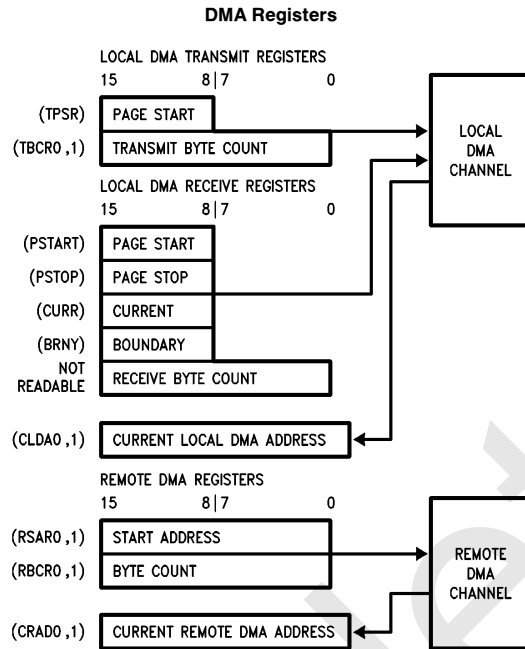 DMA Registers
LOCAL DMA TRANSMIT REGISTERS
15 8|7 0
(TPSR) PAGE START
(TBCR0,1) TRANSMIT BYTE COUNT
LOCAL DMA CHANNEL
LOCAL DMA RECEIVE REGISTERS
15 8|7 0
(PSTART) PAGE START
(PSTOP) PAGE STOP
(CURR) CURRENT
(BRNY) BOUNDARY
NOT READABLE RECEIVE BYTE COUNT
(CLDA0,1) CURRENT LOCAL DMA ADDRESS
REMOTE DMA REGISTERS
15 8|7 0
(RSAR0,1) START ADDRESS
(RBCR0,1) BYTE COUNT
REMOTE DMA CHANNEL
(CRAD0,1) CURRENT REMOTE DMA ADDRESS